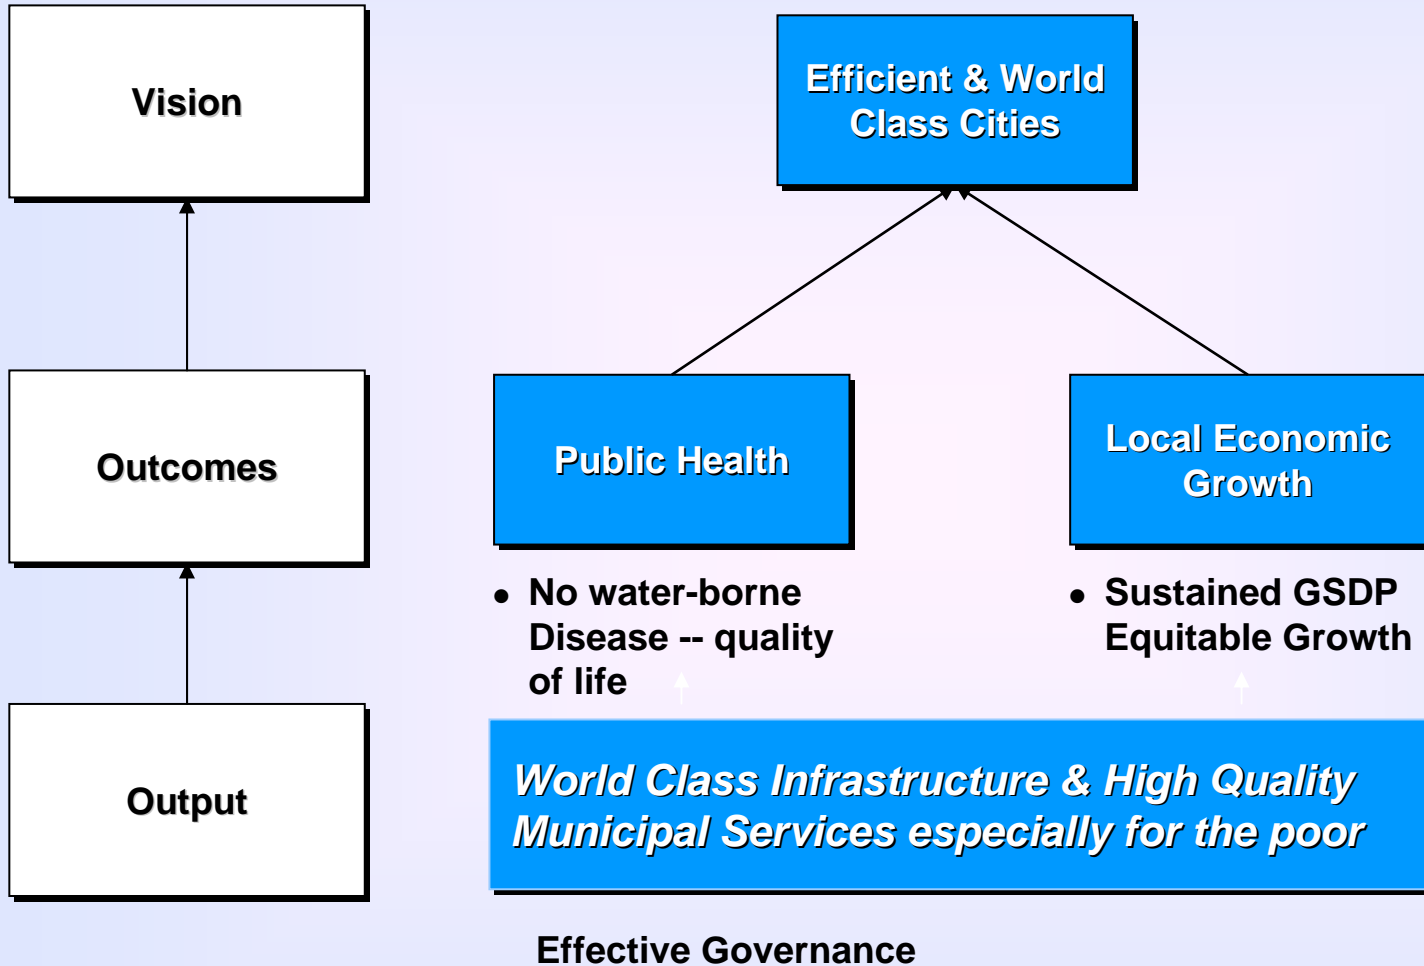 Vision
Efficient & World
Class Cities
Outcomes
Public Health
Local Economic
Growth
● No water-borne
Disease -- quality
of life
● Sustained GSDP
Equitable Growth
Output
World Class Infrastructure & High Quality
Municipal Services especially for the poor
Effective Governance